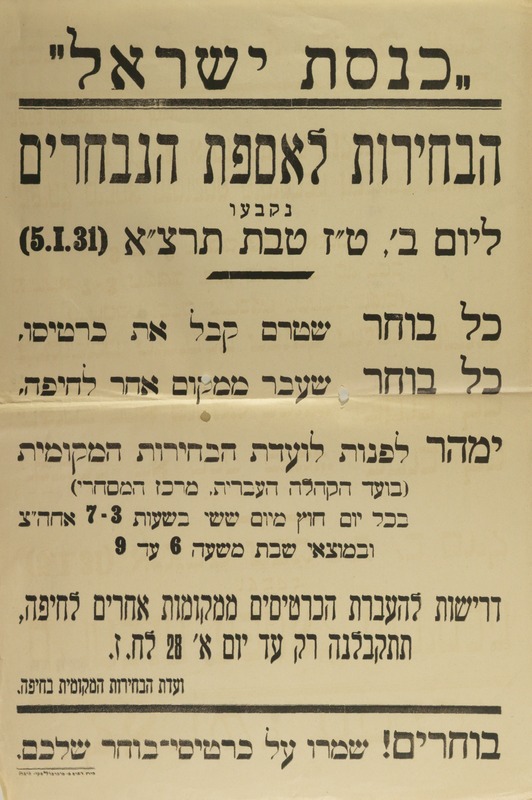 „כנסת ישראל"
הבחירות לאספת הנבחרים
נקבעו
ליום ב', ט"ז טבת תרצ"א (5.I.31)
כל בוחר שטרם קבל את כרטיסו,
כל בוחר שעבר ממקום אחר לחיפה,
ימהר לפנות לועדת הבחירות המקומית
(בועד הקהלה העברית, מרכז המסחרי)
בכל יום חוץ מיום ששי בשעות 7-3 אחה"צ
ובמוצאי שבת משעה 6 עד 9
דרישות להעברת הכרטיסים ממקומות אחרים לחיפה,
תתקבלנה רק עד יום א' 28 לח. ז.
ועדת הבחירות המקומית בחיפה.
בוחרים! שמרו על כרטיסי־בוחר שלכם.